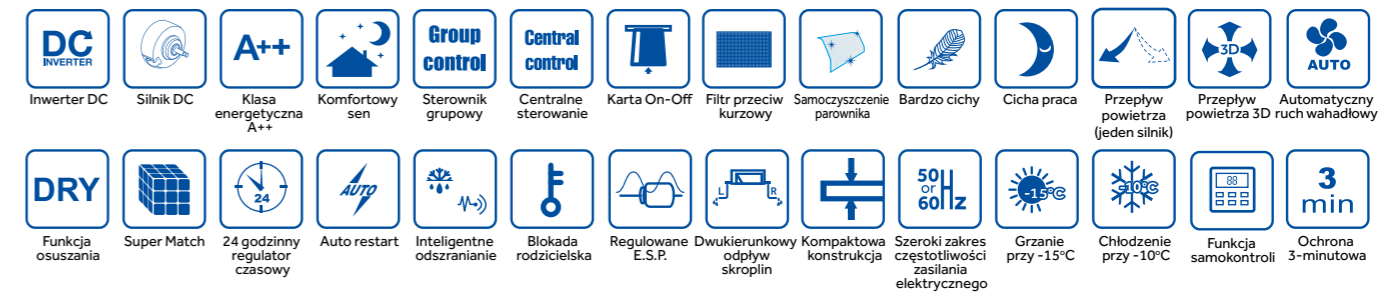 DC
INVERTER
Inwerter DC
Silnik DC
A++
Klasa
energetyczna
A++
Komfortowy
sen
Group
control
Sterownik
grupowy
Central
control
Centralne
sterowanie
Karta On-Off
Filtr przeciw
kurzowy
Samoczyszczenie
parownika
Bardzo cichy
Cicha praca
Przepływ
powietrza
(jeden silnik)
3D
Przepływ
powietrza 3D
AUTO
Automatyczny
ruch wahadłowy
DRY
Funkcja
osuszania
Super Match
24
24 godzinny
regulator
czasowy
AUTO
Auto restart
Inteligentne
odszranianie
Blokada
rodzicielska
Regulowane
E.S.P.
L
R
Dwukierunkowy
odpływ
skroplin
Kompaktowa
konstrukcja
50
or
60Hz
Szeroki zakres
częstotliwości
zasilania
elektrycznego
-15°C
Grzanie
przy -15°C
-10°C
Chłodzenie
przy -10°C
88
Funkcja
samokontroli
3
min
Ochrona
3-minutowa